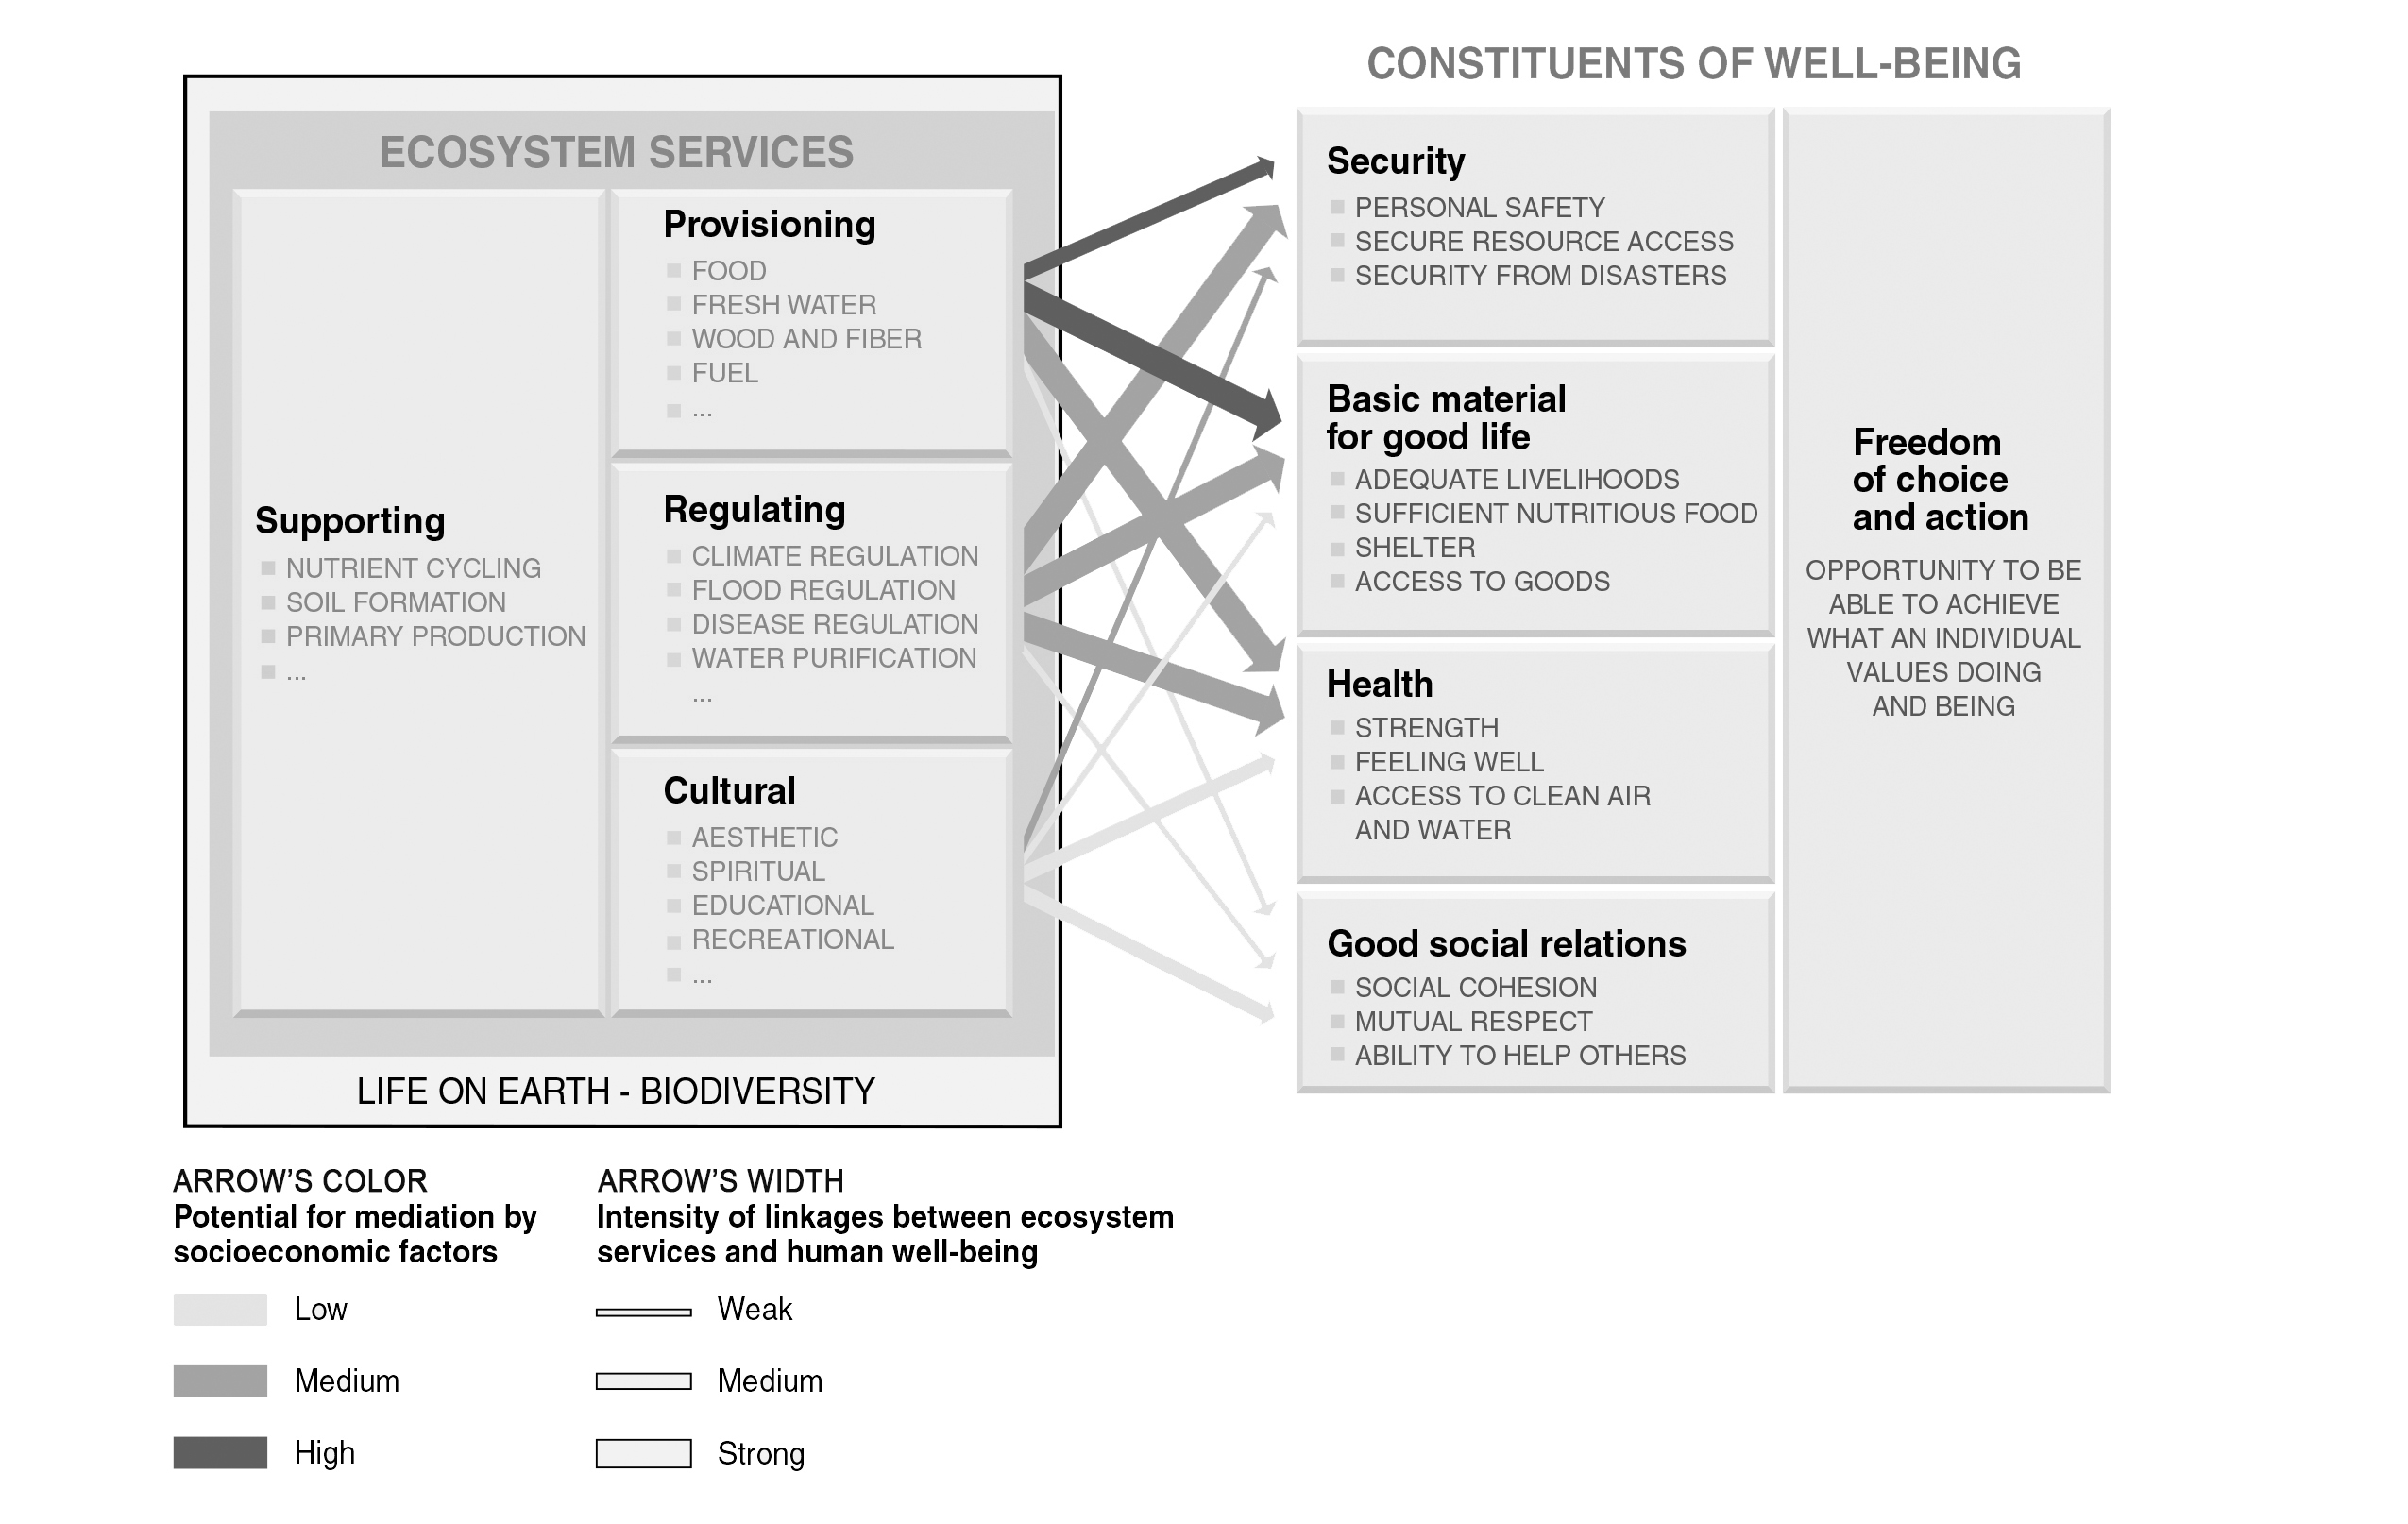 CONSTITUENTS OF WELL-BEING
ECOSYSTEM SERVICES
Supporting
NUTRIENT CYCLING
SOIL FORMATION
PRIMARY PRODUCTION
...
Provisioning
FOOD
FRESH WATER
WOOD AND FIBER
FUEL
...
Regulating
CLIMATE REGULATION
FLOOD REGULATION
DISEASE REGULATION
WATER PURIFICATION
...
Cultural
AESTHETIC
SPIRITUAL
EDUCATIONAL
RECREATIONAL
...
LIFE ON EARTH - BIODIVERSITY
Security
PERSONAL SAFETY
SECURE RESOURCE ACCESS
SECURITY FROM DISASTERS
Basic material
for good life
ADEQUATE LIVELIHOODS
SUFFICIENT NUTRITIOUS FOOD
SHELTER
ACCESS TO GOODS
Health
STRENGTH
FEELING WELL
ACCESS TO CLEAN AIR
AND WATER
Good social relations
SOCIAL COHESION
MUTUAL RESPECT
ABILITY TO HELP OTHERS
Freedom
of choice
and action
OPPORTUNITY TO BE
ABLE TO ACHIEVE
WHAT AN INDIVIDUAL
VALUES DOING
AND BEING
ARROW’S COLOR
Potential for mediation by
socioeconomic factors
Low
Medium
High
ARROW’S WIDTH
Intensity of linkages between ecosystem
services and human well-being
Weak
Medium
Strong